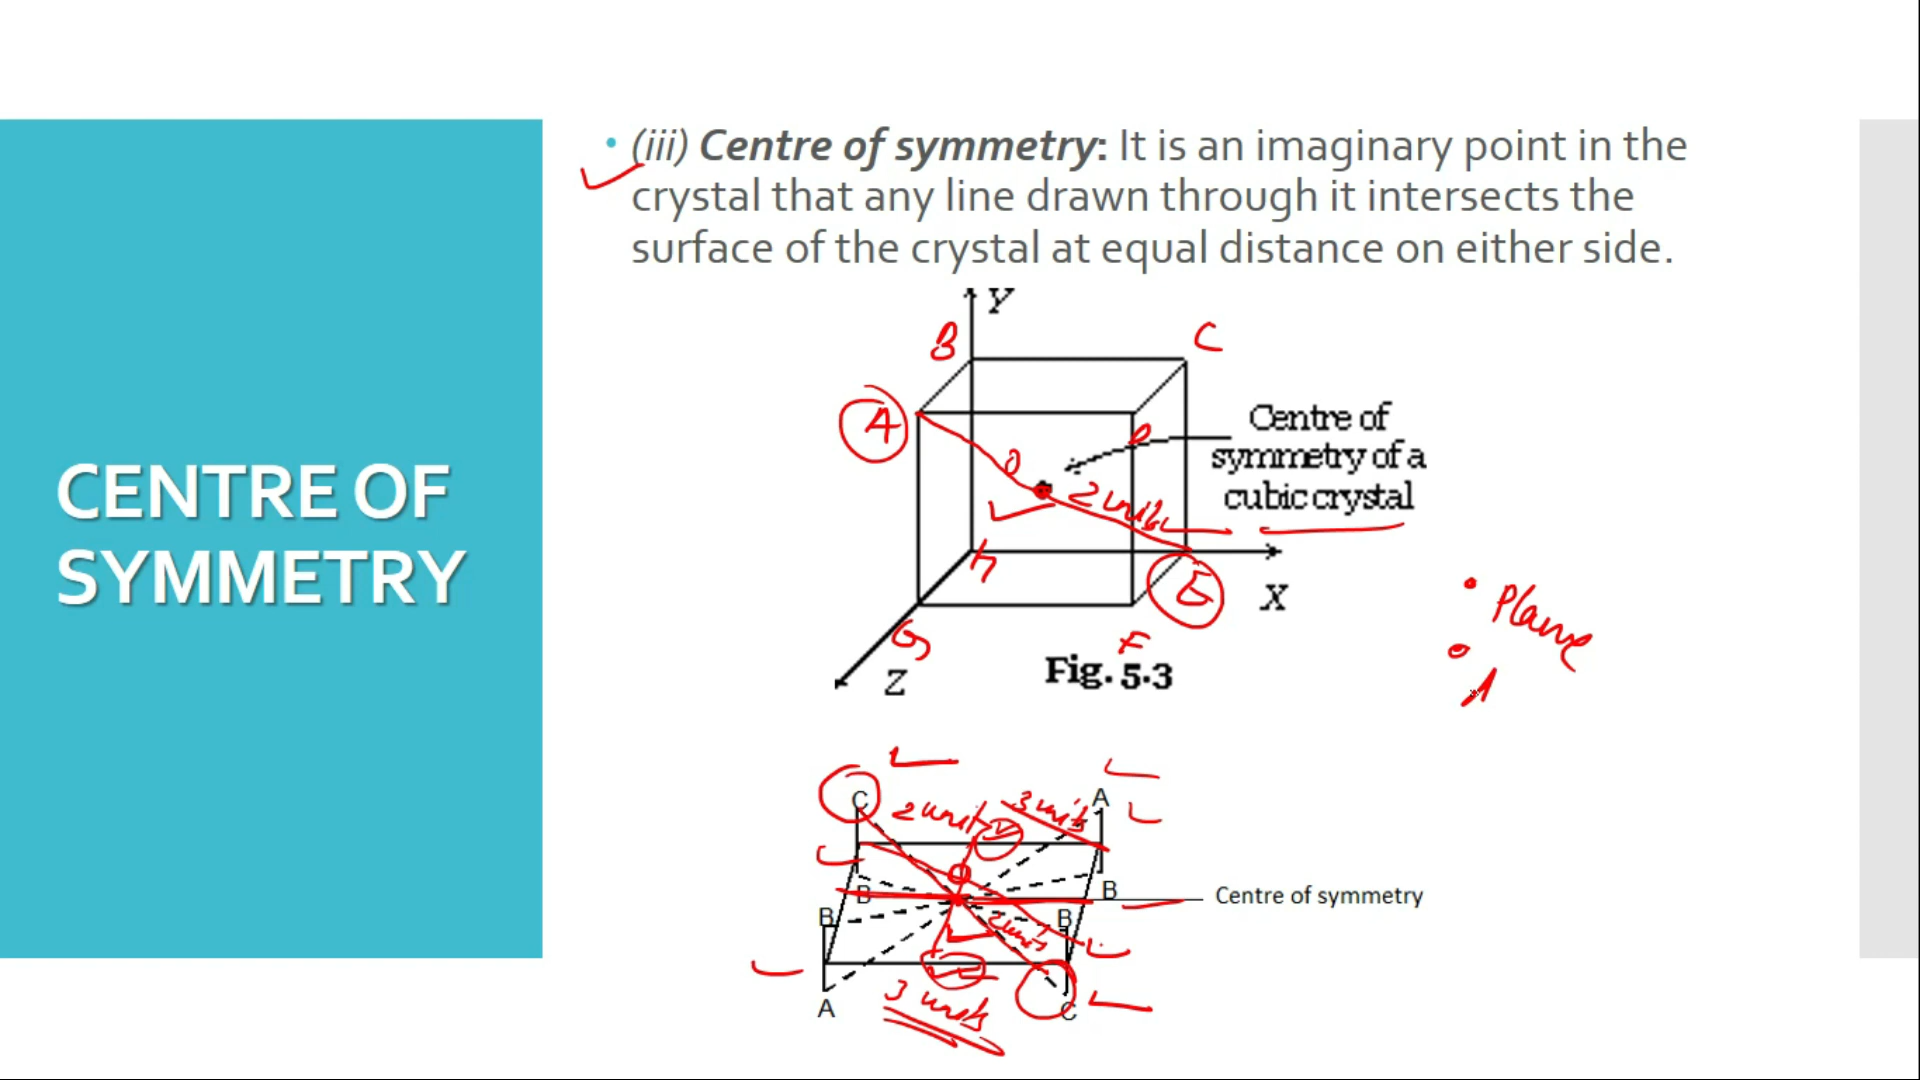 CENTRE OF
SYMMETRY
• (iii) Centre of symmetry: It is an imaginary point in the
crystal that any line drawn through it intersects the
surface of the crystal at equal distance on either side.
Y
B
C
A
Centre of
symmetry of a
cubic crystal
O
2 units
h
E
X
G
F
Z
Fig. 5.3
• Plane
C
2 units
3 units
A
B
B
Centre of symmetry
B
B
2 units
A
3 units
C